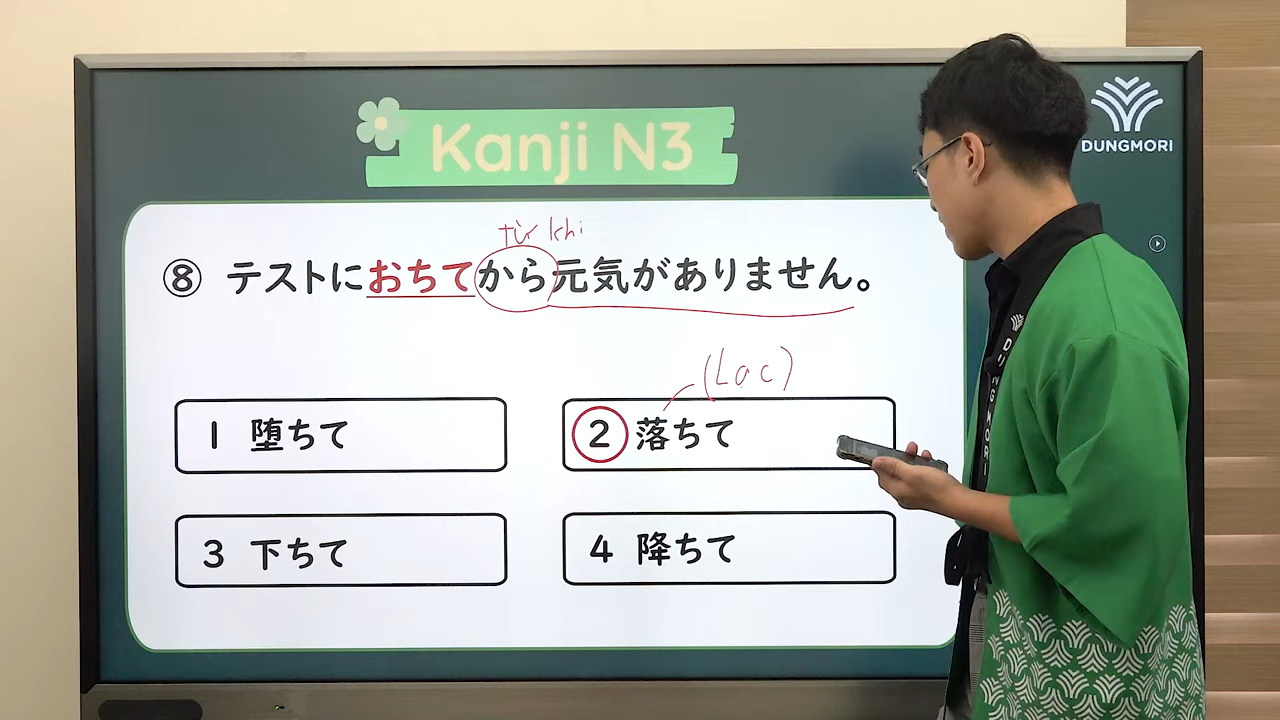 Kanji N3
DUNGMORI
từ khi
⑧ テストにおちてから元気がありません。
(Lạc)
1 堕ちて
2 落ちて
3 下ちて
4 降ちて